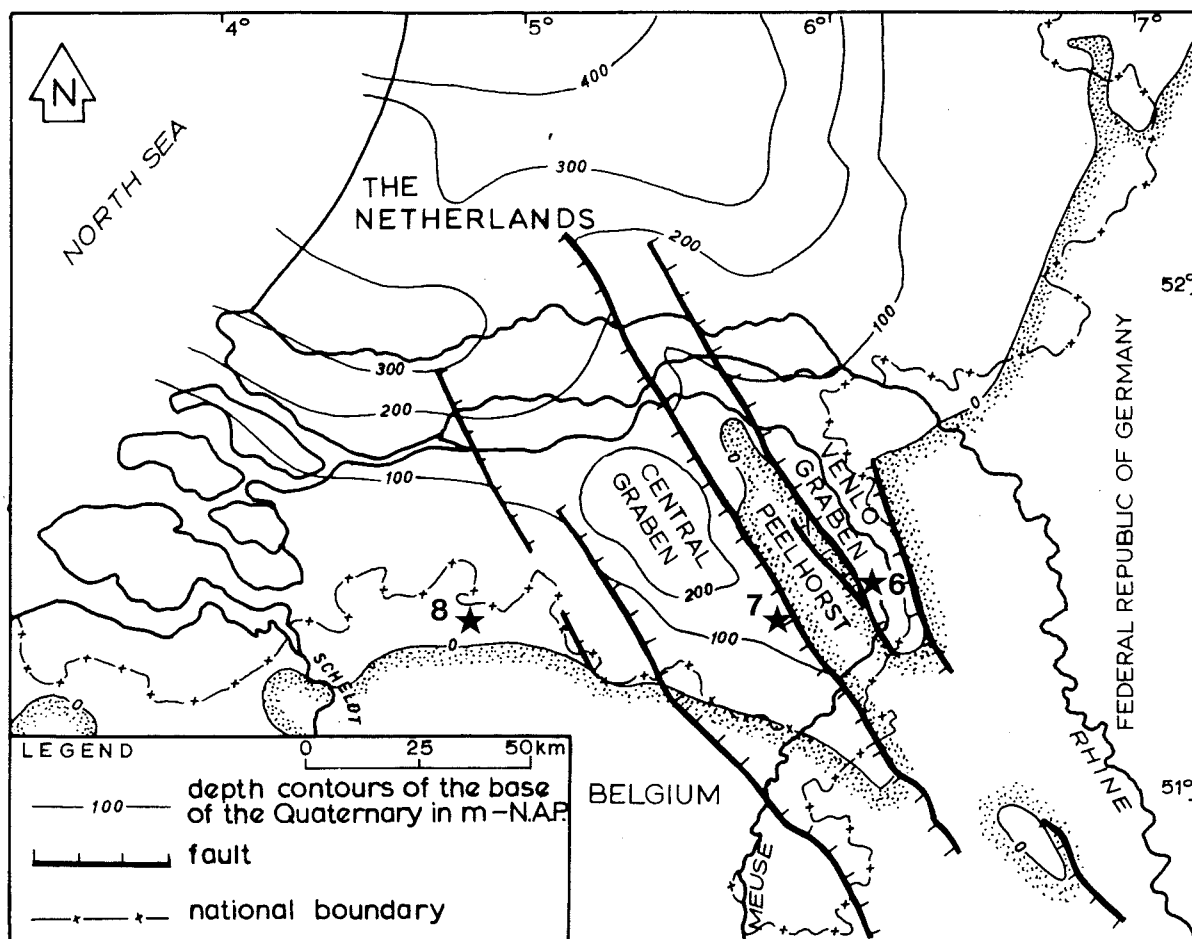 4°
5°
6°
7°
N
NORTH SEA
THE
NETHERLANDS
400
300
200
100
52°
300
200
100
0
FEDERAL REPUBLIC OF GERMANY
CENTRAL
GRABEN
200
0
PEELHORST
VENLO
GRABEN
6
7
8
100
0
SCHELDT
0
LEGEND
0 25 50km
100
depth contours of the base
of the Quaternary in m-N.A.P.
fault
national boundary
BELGIUM
MEUSE
RHINE
51°
0